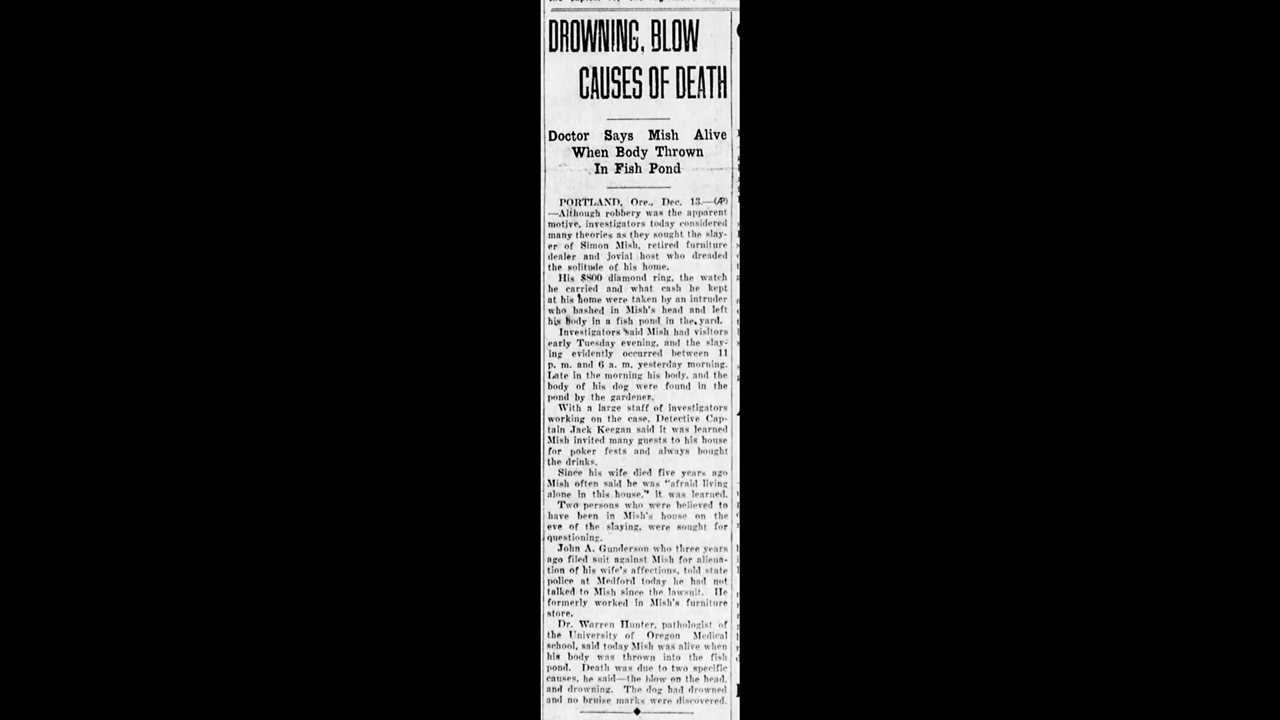 DROWNING, BLOW
CAUSES OF DEATH
Doctor Says Mish Alive
When Body Thrown
In Fish Pond
PORTLAND, Ore., Dec. 13.—(AP)
—Although robbery was the apparent
motive, investigators today considered
many theories as they sought the slay-
er of Simon Mish, retired furniture
dealer and jovial host who dreaded
the solitude of his home.
His $800 diamond ring, the watch
he carried and what cash he kept
at his home were taken by an intruder
who bashed in Mish's head and left
his body in a fish pond in the yard.
Investigators said Mish had visitors
early Tuesday evening, and the slay-
ing evidently occurred between 11
p. m. and 6 a. m. yesterday morning.
Late in the morning his body, and the
body of his dog were found in the
pond by the gardener.
With a large staff of investigators
working on the case, Detective Cap-
tain Jack Keegan said it was learned
Mish invited many guests to his house
for poker fests and always bought
the drinks.
Since his wife died five years ago
Mish often said he was "afraid living
alone in this house," it was learned.
Two persons who were believed to
have been in Mish's house on the
eve of the slaying, were sought for
questioning.
John A. Gunderson who three years
ago filed suit against Mish for aliena-
tion of his wife's affections, told state
police at Medford today he had not
talked to Mish since the lawsuit. He
formerly worked in Mish's furniture
store.
Dr. Warren Hunter, pathologist of
the University of Oregon Medical
school, said today Mish was alive when
his body was thrown into the fish
pond. Death was due to two specific
causes, he said—the blow on the head,
and drowning. The dog had drowned
and no bruise marks were discovered.